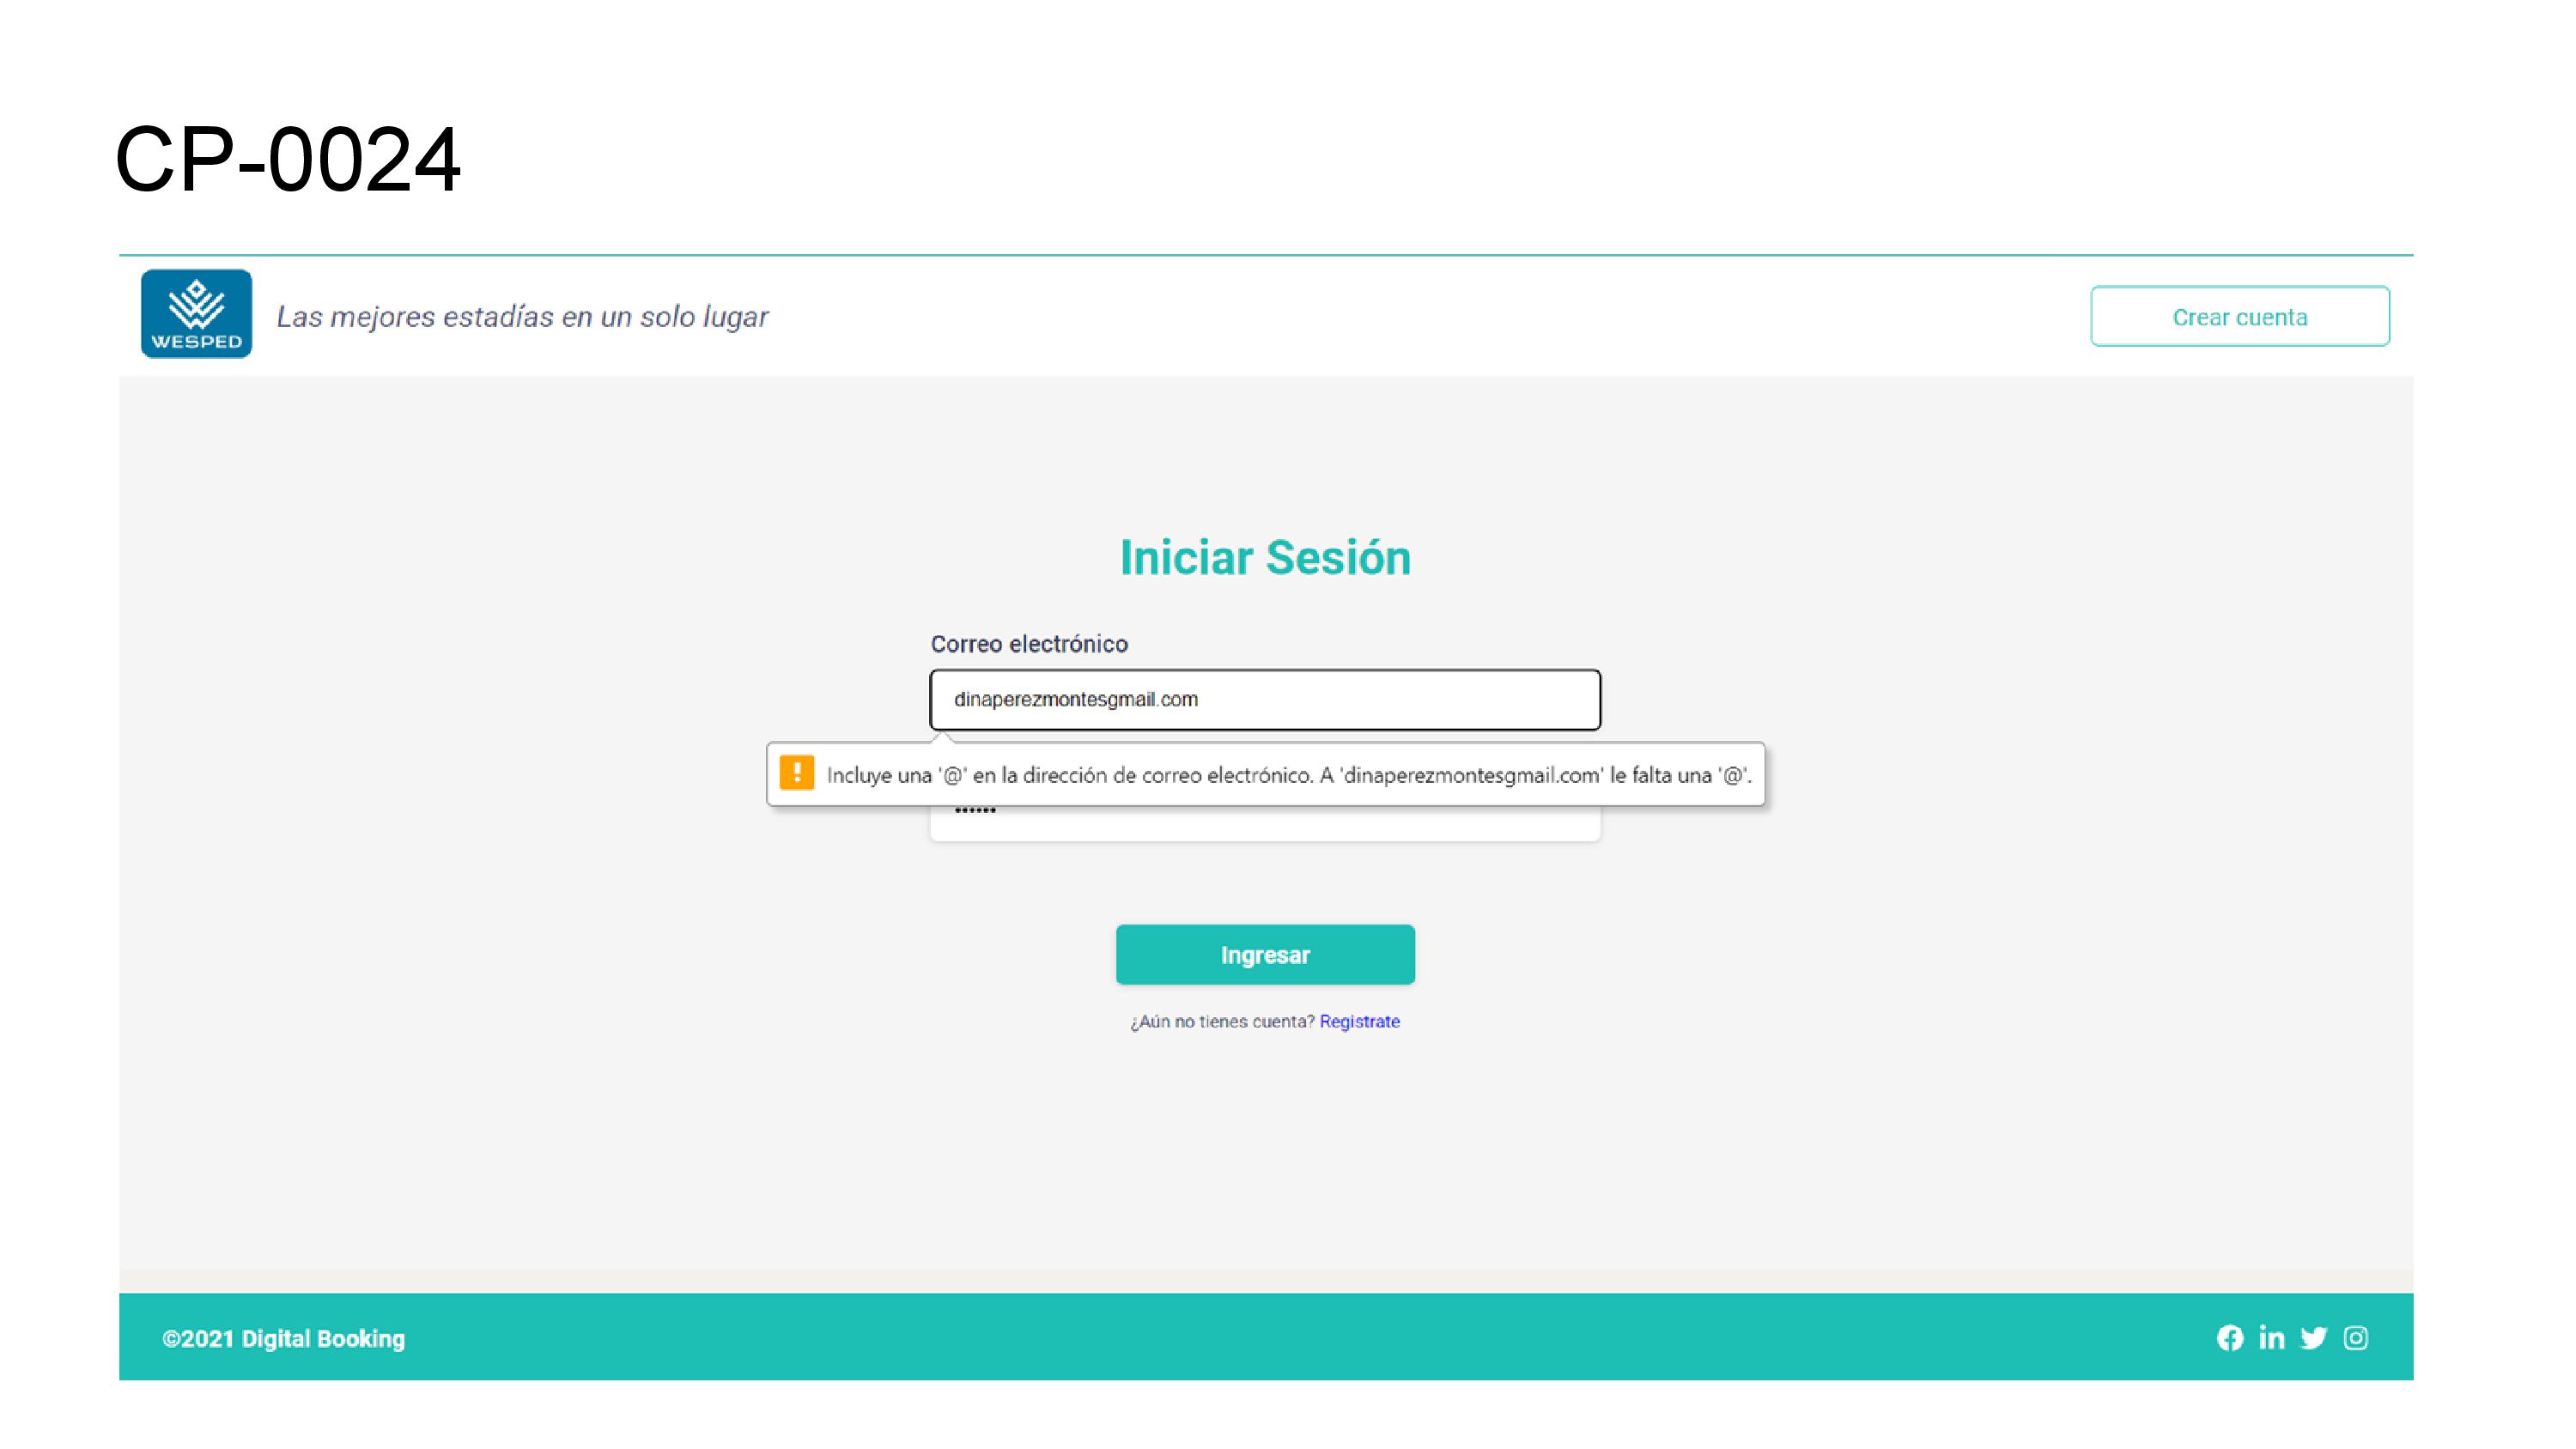 CP-0024
WESPED
Las mejores estadías en un solo lugar
Crear cuenta
Iniciar Sesión
Correo electrónico
dinaperezmontesgmail.com
! Incluye una '@' en la dirección de correo electrónico. A 'dinaperezmontesgmail.com' le falta una '@'.
••••••
Ingresar
¿Aún no tienes cuenta? Registrate
©2021 Digital Booking